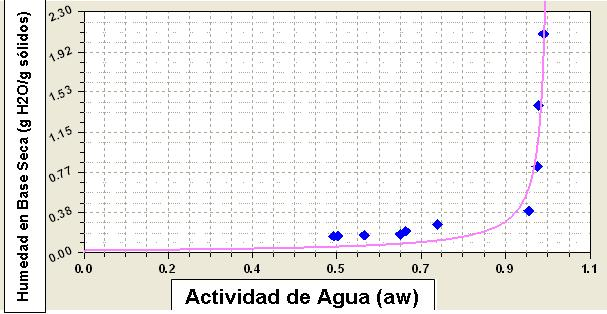 Humedad en Base Seca (g H2O/g sólidos)
2.30
1.92
1.53
1.15
0.77
0.38
0.00
0.0 0.2 0.4 0.5 0.7 0.9 1.1
Actividad de Agua (aw)